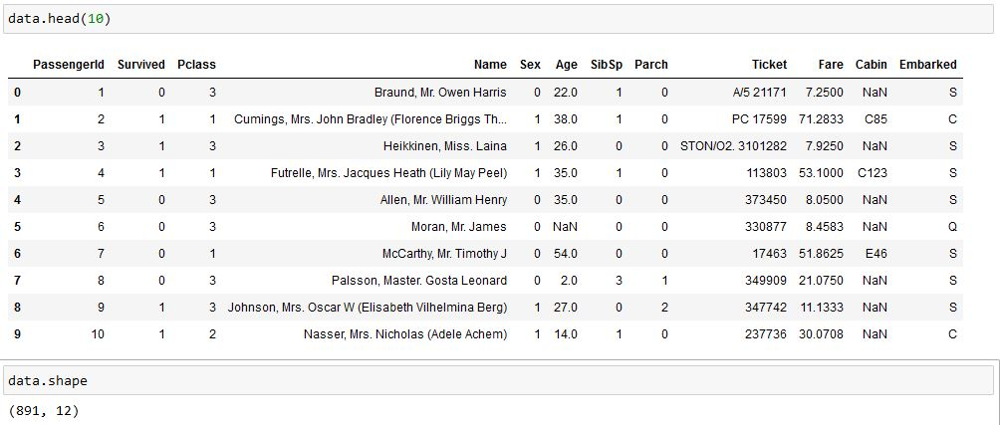 data.head(10)
PassengerId Survived Pclass Name Sex Age SibSp Parch Ticket Fare Cabin Embarked
0 1 0 3 Braund, Mr. Owen Harris 0 22.0 1 0 A/5 21171 7.2500 NaN S
1 2 1 1 Cumings, Mrs. John Bradley (Florence Briggs Th... 1 38.0 1 0 PC 17599 71.2833 C85 C
2 3 1 3 Heikkinen, Miss. Laina 1 26.0 0 0 STON/O2. 3101282 7.9250 NaN S
3 4 1 1 Futrelle, Mrs. Jacques Heath (Lily May Peel) 1 35.0 1 0 113803 53.1000 C123 S
4 5 0 3 Allen, Mr. William Henry 0 35.0 0 0 373450 8.0500 NaN S
5 6 0 3 Moran, Mr. James 0 NaN 0 0 330877 8.4583 NaN Q
6 7 0 1 McCarthy, Mr. Timothy J 0 54.0 0 0 17463 51.8625 E46 S
7 8 0 3 Palsson, Master. Gosta Leonard 0 2.0 3 1 349909 21.0750 NaN S
8 9 1 3 Johnson, Mrs. Oscar W (Elisabeth Vilhelmina Berg) 1 27.0 0 2 347742 11.1333 NaN S
9 10 1 2 Nasser, Mrs. Nicholas (Adele Achem) 1 14.0 1 0 237736 30.0708 NaN C
data.shape
(891, 12)